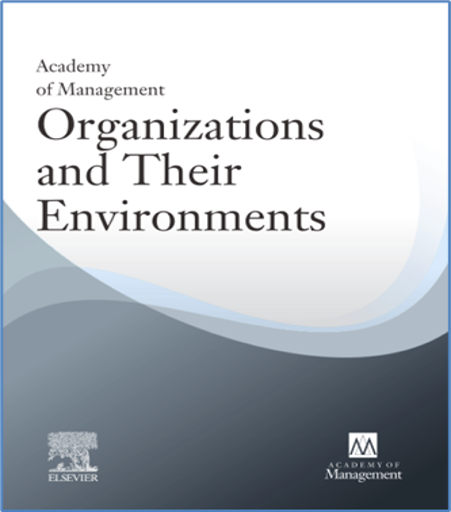 Academy
of Management
Organizations
and Their
Environments
ELSEVIER
ACADEMY OF
Management